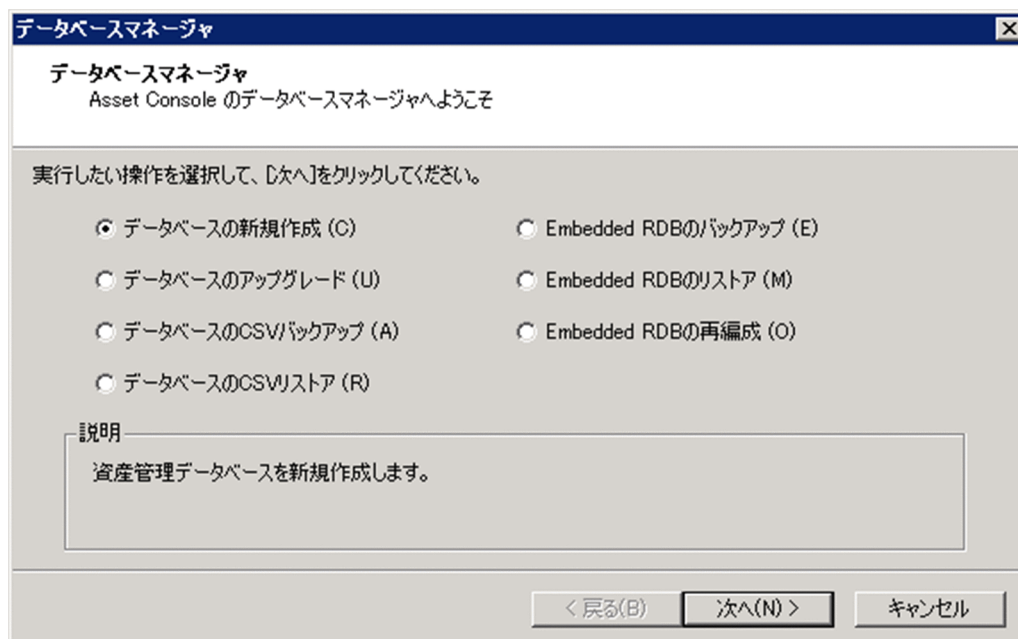 データベースマネージャ
データベースマネージャ
Asset Console のデータベースマネージャへようこそ
実行したい操作を選択して、[次へ]をクリックしてください。
データベースの新規作成 (C)
データベースのアップグレード (U)
データベースのCSVバックアップ (A)
データベースのCSVリストア (R)
Embedded RDBのバックアップ (E)
Embedded RDBのリストア (M)
Embedded RDBの再編成 (O)
説明
資産管理データベースを新規作成します。
< 戻る(B)
次へ(N) >
キャンセル